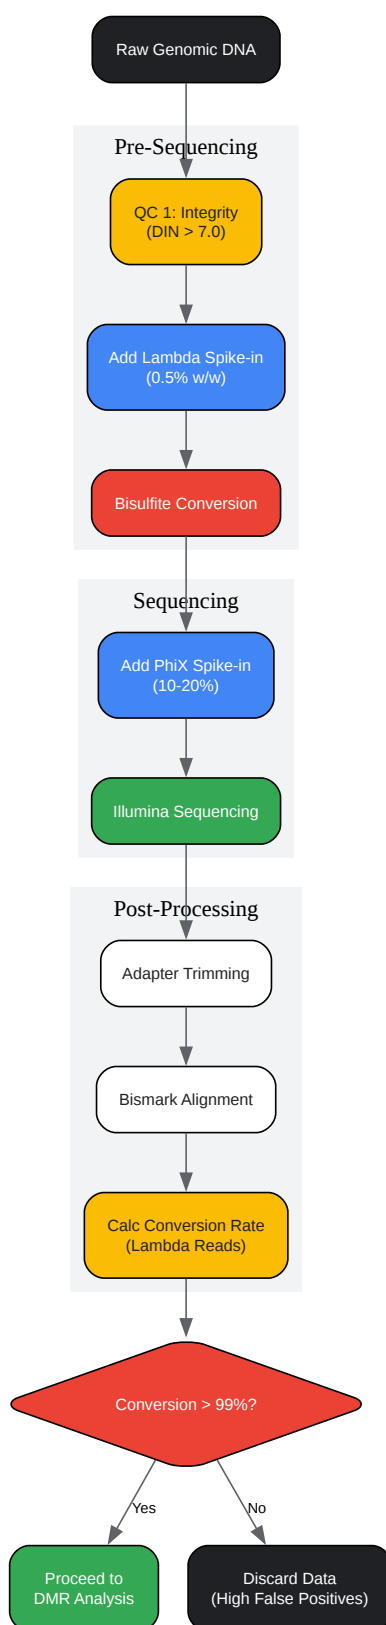 Raw Genomic DNA
Pre-Sequencing
QC 1: Integrity
(DIN > 7.0)
Add Lambda Spike-in
(0.5% w/w)
Bisulfite Conversion
Sequencing
Add PhiX Spike-in
(10-20%)
Illumina Sequencing
Post-Processing
Adapter Trimming
Bismark Alignment
Calc Conversion Rate
(Lambda Reads)
Conversion > 99%?
Yes
No
Proceed to
DMR Analysis
Discard Data
(High False Positives)